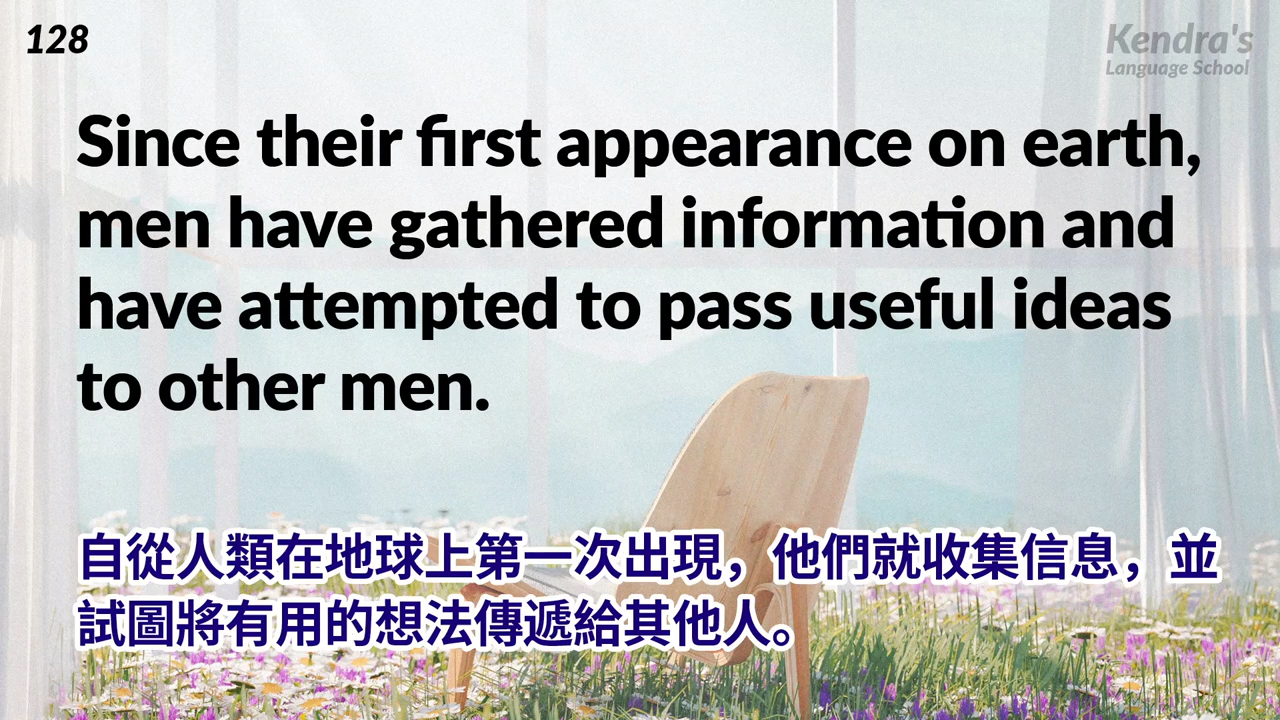 128
Kendra's
Language School
Since their first appearance on earth,
men have gathered information and
have attempted to pass useful ideas
to other men.
自從人類在地球上第一次出現，他們就收集信息，並
試圖將有用的想法傳遞給其他人。